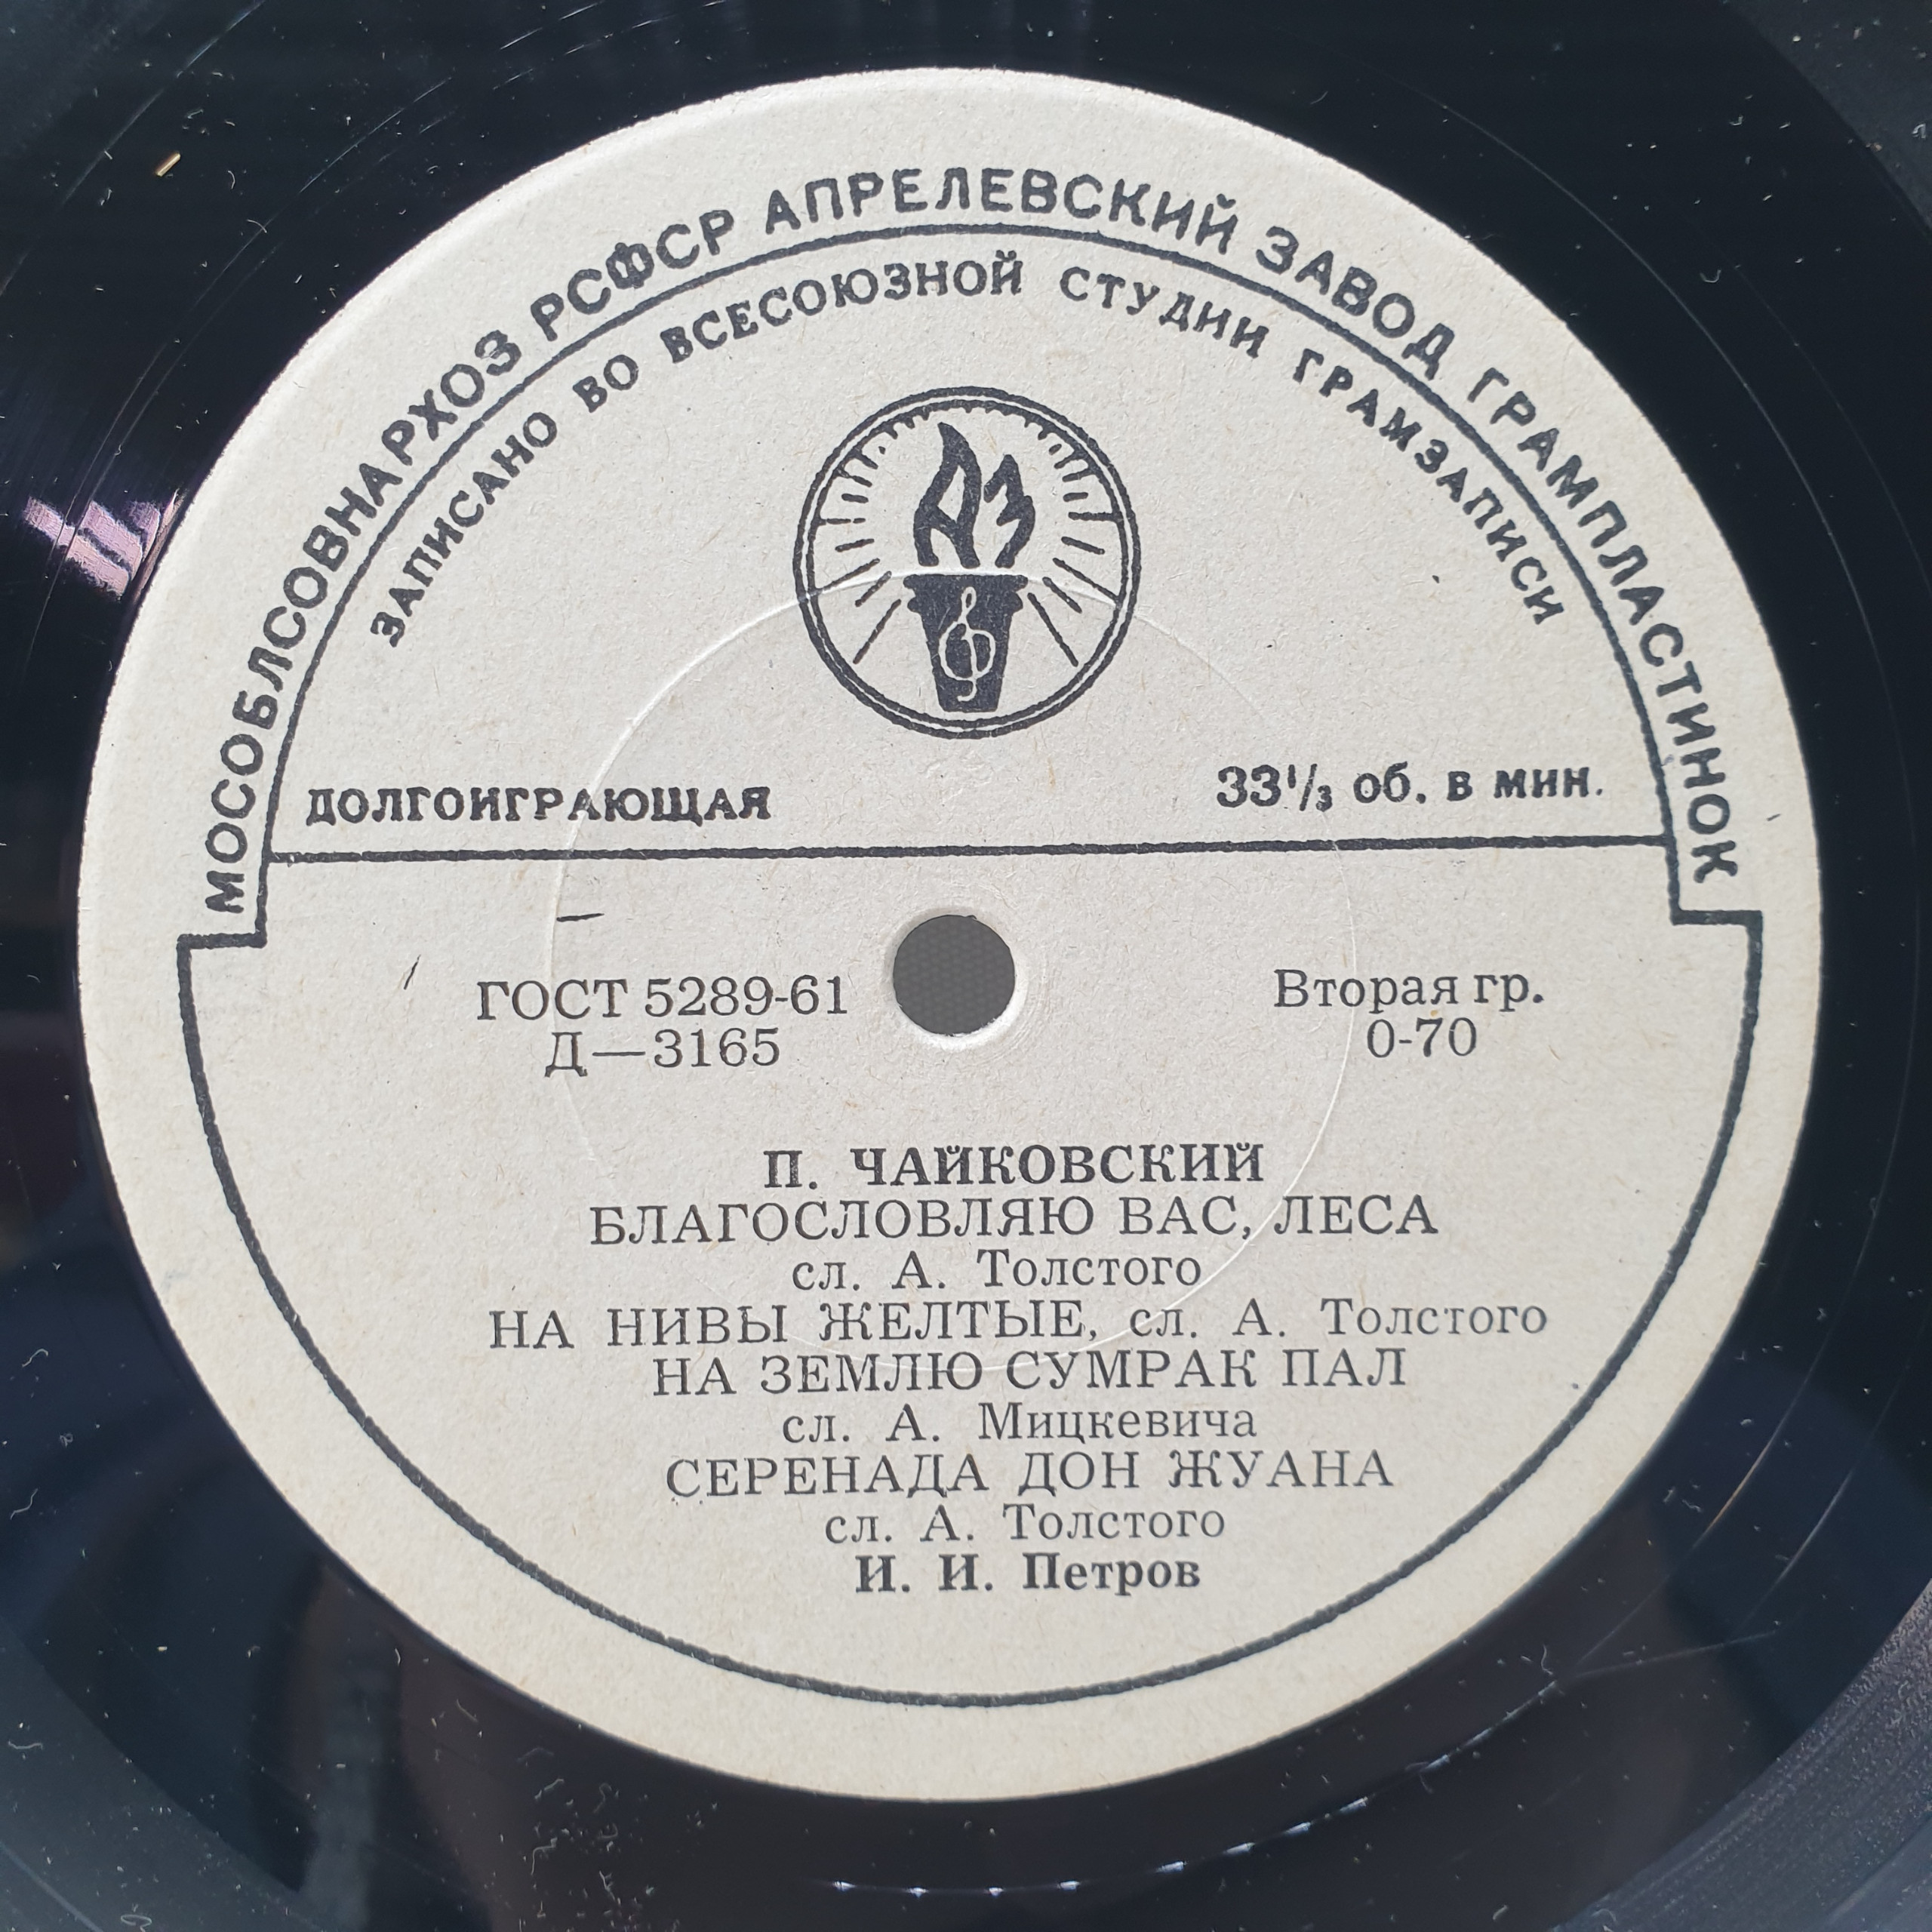 МОСОБЛСОВНАРХОЗ РСФСР АПРЕЛЕВСКИЙ ЗАВОД ГРАМПЛАСТИНОК
ЗАПИСАНО ВО ВСЕСОЮЗНОЙ СТУДИИ ГРАМЗАПИСИ
АЗ
ДОЛГОИГРАЮЩАЯ 33⅓ об. в мин.
ГОСТ 5289-61 Вторая гр.
Д—3165 0-70
П. ЧАЙКОВСКИЙ
БЛАГОСЛОВЛЯЮ ВАС, ЛЕСА
сл. А. Толстого
НА НИВЫ ЖЕЛТЫЕ, сл. А. Толстого
НА ЗЕМЛЮ СУМРАК ПАЛ
сл. А. Мицкевича
СЕРЕНАДА ДОН ЖУАНА
сл. А. Толстого
И. И. Петров